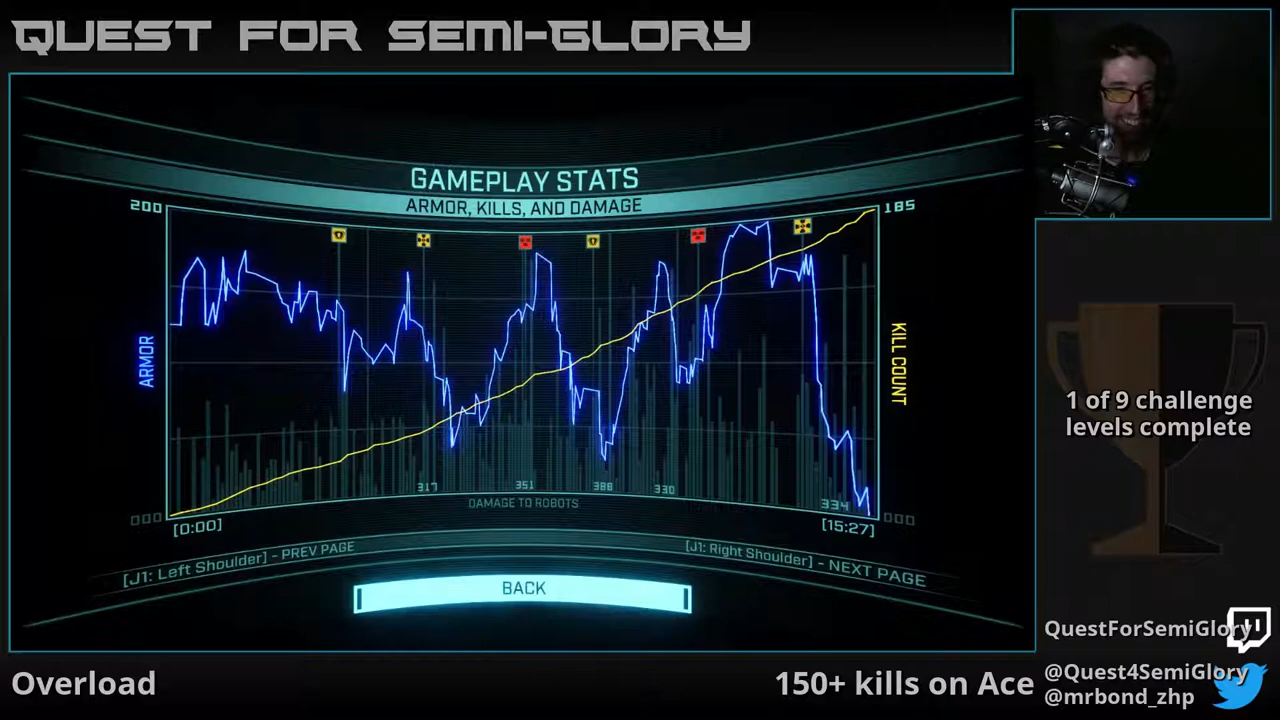 QUEST FOR SEMI-GLORY
GAMEPLAY STATS
ARMOR, KILLS, AND DAMAGE
200
185
ARMOR
KILL COUNT
317
351
388
330
334
000
DAMAGE TO ROBOTS
000
[0:00]
[15:27]
[J1: Left Shoulder] - PREV PAGE
[J1: Right Shoulder] - NEXT PAGE
BACK
1 of 9 challenge
levels complete
QuestForSemiGlory
@Quest4SemiGlory
@mrbond_zhp
Overload
150+ kills on Ace